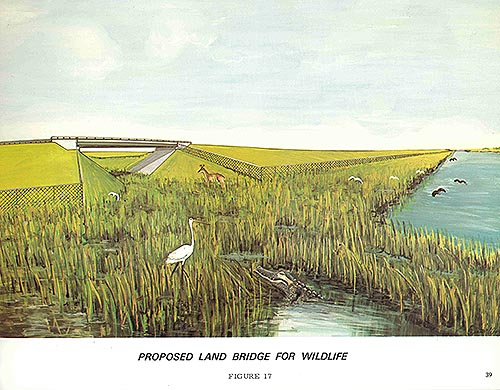 PROPOSED LAND BRIDGE FOR WILDLIFE
FIGURE 17
39